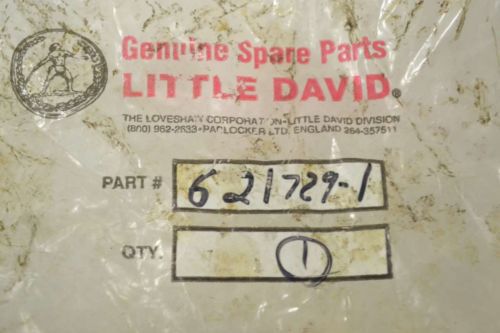 Genuine Spare Parts
LITTLE DAVID®
THE LOVESHAW CORPORATION-LITTLE DAVID DIVISION
(800) 962-2633-PADLOCKER LTD. ENGLAND 264-357511
PART # 621729-1
QTY. 1